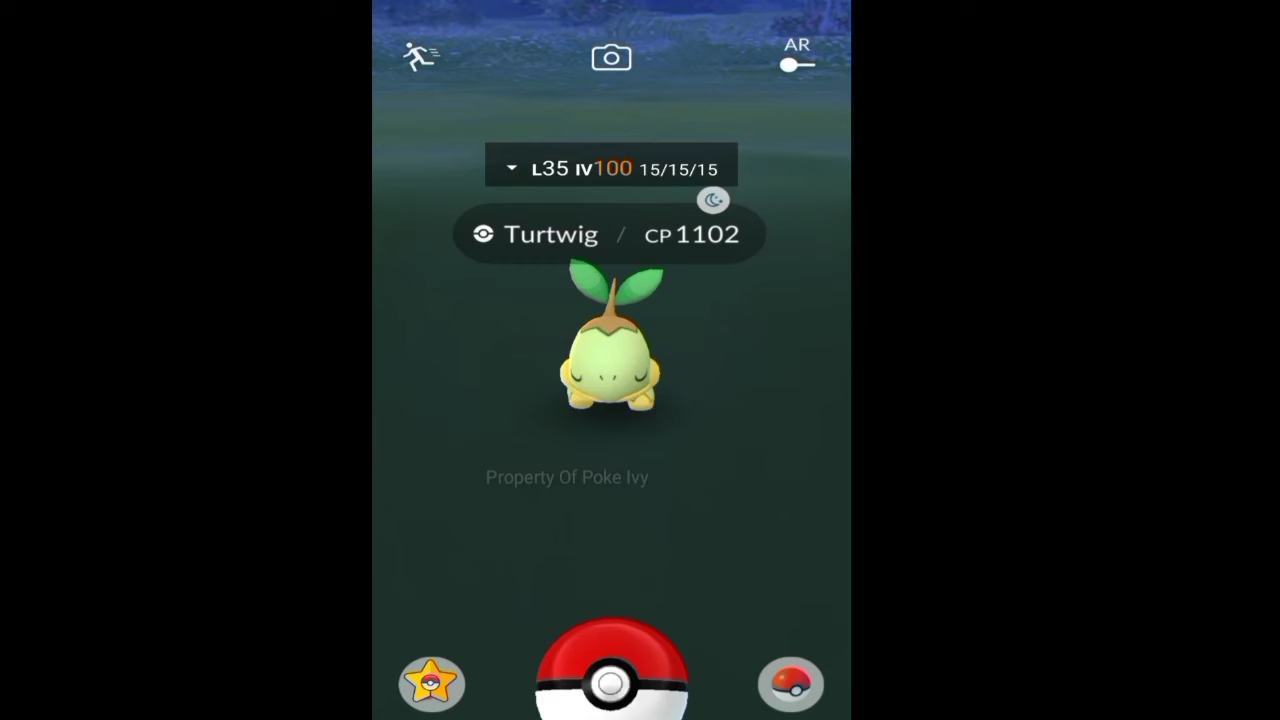 AR
L35 IV100 15/15/15
Turtwig / CP1102
Property Of Poke Ivy